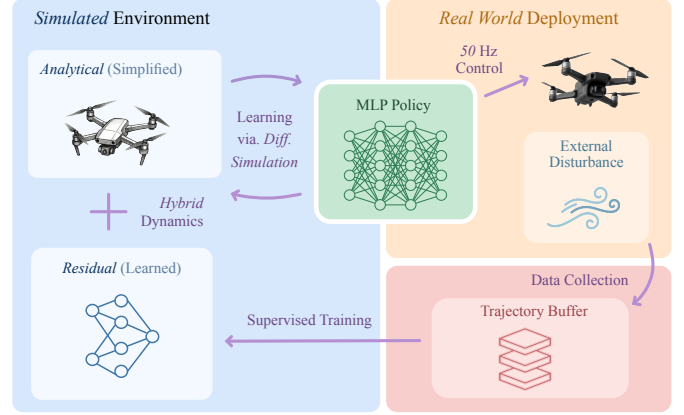 Simulated Environment
Real World Deployment
Analytical (Simplified)
50 Hz
Control
MLP Policy
Learning
via. Diff.
Simulation
External
Disturbance
Hybrid
Dynamics
Residual (Learned)
Data Collection
Supervised Training
Trajectory Buffer